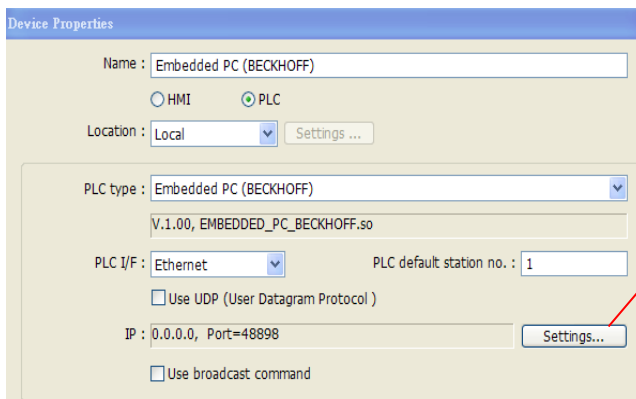 Device Properties
Name : Embedded PC (BECKHOFF)
HMI PLC
Location : Local Settings ...
PLC type : Embedded PC (BECKHOFF)
V.1.00, EMBEDDED_PC_BECKHOFF.so
PLC I/F : Ethernet PLC default station no. : 1
Use UDP (User Datagram Protocol )
IP : 0.0.0.0, Port=48898 Settings...
Use broadcast command